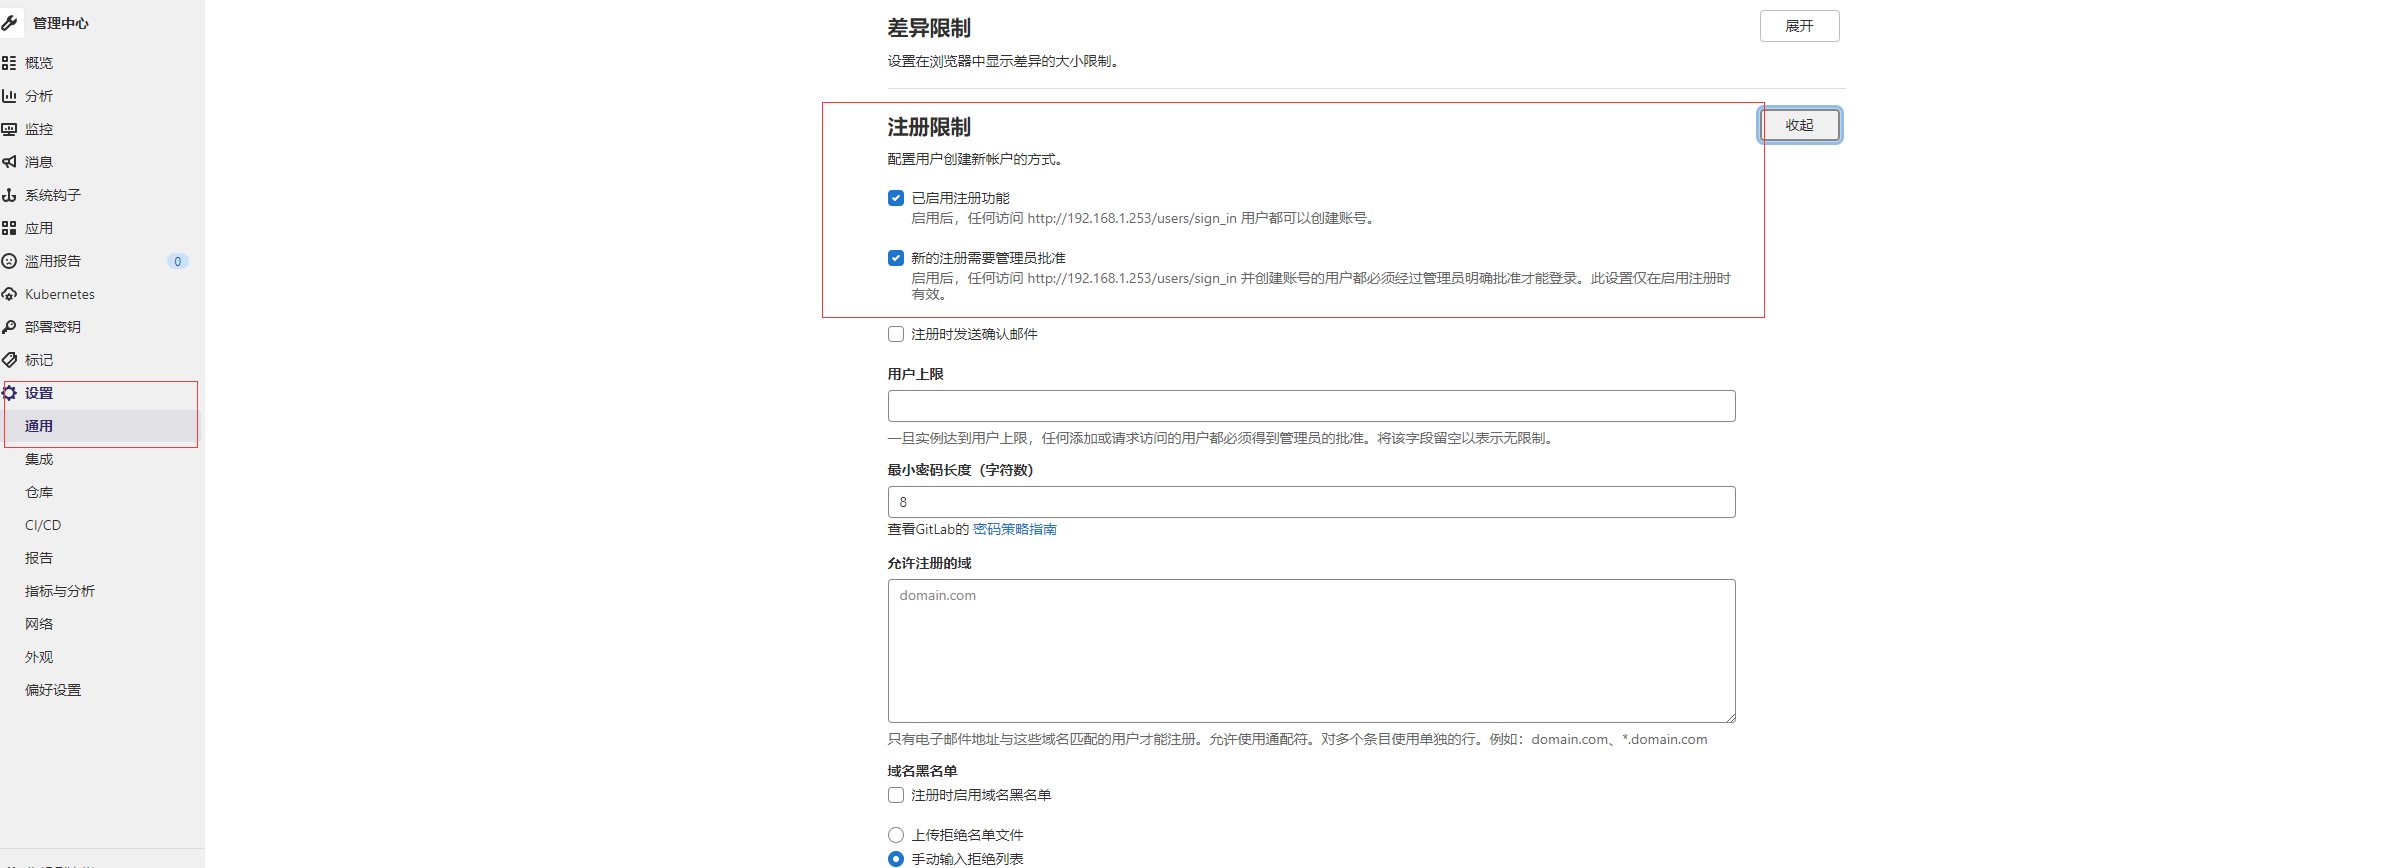 管理中心
概览
分析
监控
消息
系统钩子
应用
滥用报告 0
Kubernetes
部署密钥
标记
设置
通用
集成
仓库
CI/CD
报告
指标与分析
网络
外观
偏好设置
差异限制
展开
设置在浏览器中显示差异的大小限制。
注册限制
收起
配置用户创建新帐户的方式。
已启用注册功能
启用后，任何访问 http://192.168.1.253/users/sign_in 用户都可以创建账号。
新的注册需要管理员批准
启用后，任何访问 http://192.168.1.253/users/sign_in 并创建账号的用户都必须经过管理员明确批准才能登录。此设置仅在启用注册时
有效。
注册时发送确认邮件
用户上限
一旦实例达到用户上限，任何添加或请求访问的用户都必须得到管理员的批准。将该字段留空以表示无限制。
最小密码长度（字符数）
8
查看GitLab的 密码策略指南
允许注册的域
domain.com
只有电子邮件地址与这些域名匹配的用户才能注册。允许使用通配符。对多个条目使用单独的行。例如：domain.com、*.domain.com
域名黑名单
注册时启用域名黑名单
上传拒绝名单文件
手动输入拒绝列表